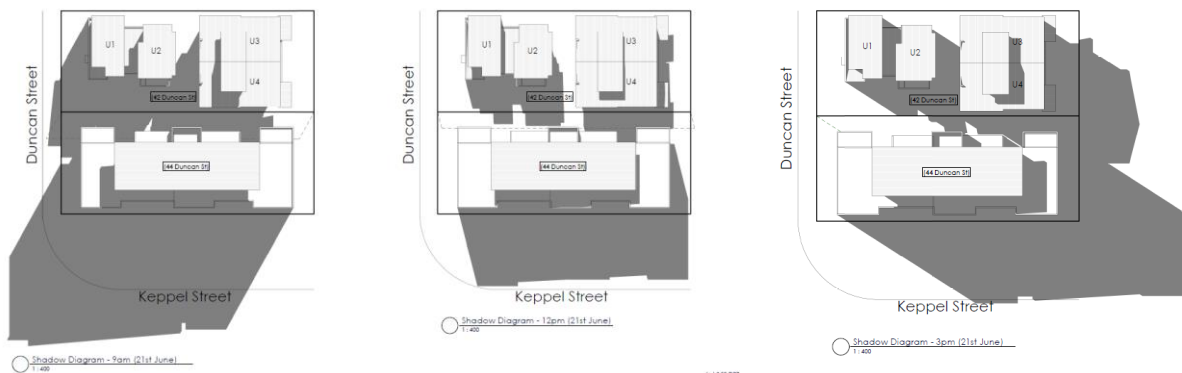 U1
U2
U3
U4
Duncan Street
(42 Duncan St)
(44 Duncan St)
Keppel Street
Shadow Diagram - 9am (21st June)
1 : 400
U1
U2
U3
U4
Duncan Street
(42 Duncan St)
(44 Duncan St)
Keppel Street
Shadow Diagram - 12pm (21st June)
1 : 400
U1
U2
U3
U4
Duncan Street
(42 Duncan St)
(44 Duncan St)
Keppel Street
Shadow Diagram - 3pm (21st June)
1 : 400